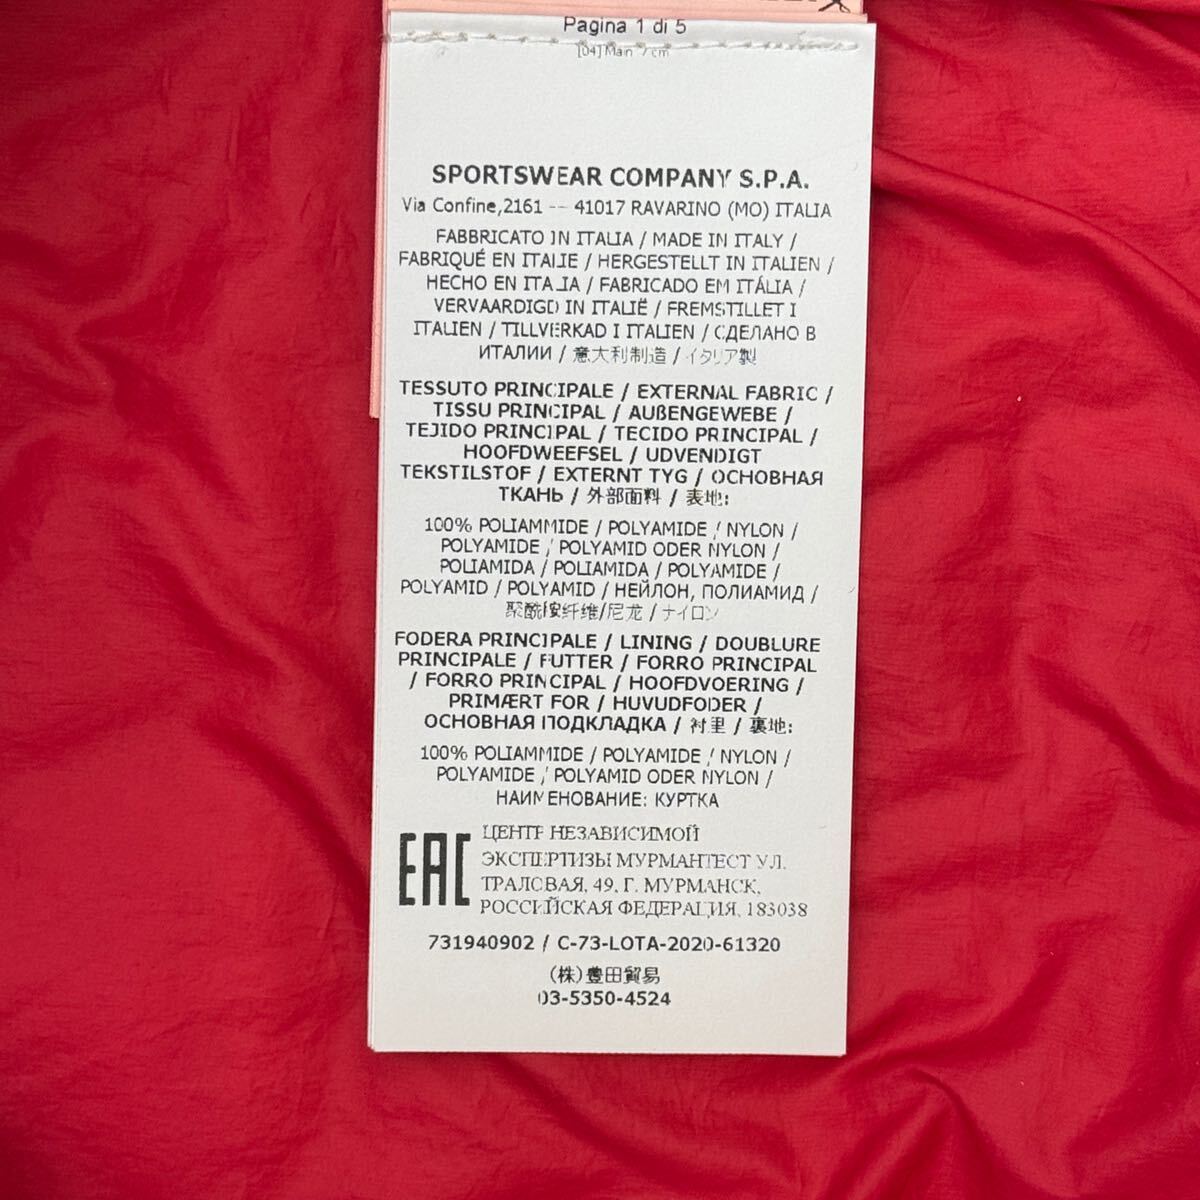 Pagina 1 di 5
[04] Main 7 cm
SPORTSWEAR COMPANY S.P.A.
Via Confine,2161 -- 41017 RAVARINO (MO) ITALIA
FABBRICATO IN ITALIA / MADE IN ITALY /
FABRIQUÉ EN ITALIE / HERGESTELLT IN ITALIEN /
HECHO EN ITALIA / FABRICADO EM ITÁLIA /
VERVAARDIGD IN ITALIË / FREMSTILLET I
ITALIEN / TILLVERKAD I ITALIEN / СДЕЛАНО В
ИТАЛИИ / 意大利制造 / イタリア製
TESSUTO PRINCIPALE / EXTERNAL FABRIC /
TISSU PRINCIPAL / AUßENGEWEBE /
TEJIDO PRINCIPAL / TECIDO PRINCIPAL /
HOOFDWEEFSEL / UDVENDIGT
TEKSTILSTOF / EXTERNT TYG / ОСНОВНАЯ
ТКАНЬ / 外部面料 / 表地:
100% POLIAMMIDE / POLYAMIDE / NYLON /
POLYAMIDE / POLYAMID ODER NYLON /
POLIAMIDA / POLIAMIDA / POLYAMIDE /
POLYAMID / POLYAMID / НЕЙЛОН, ПОЛИАМИД /
聚酰胺纤维/尼龙 / ナイロン
FODERA PRINCIPALE / LINING / DOUBLURE
PRINCIPALE / FUTTER / FORRO PRINCIPAL
/ FORRO PRINCIPAL / HOOFDVOERING /
PRIMÆRT FOR / HUVUDFODER /
ОСНОВНАЯ ПОДКЛАДКА / 衬里 / 裏地:
100% POLIAMMIDE / POLYAMIDE / NYLON /
POLYAMIDE / POLYAMID ODER NYLON /
НАИМЕНОВАНИЕ: КУРТКА
EAC
ЦЕНТР НЕЗАВИСИМОЙ
ЭКСПЕРТИЗЫ МУРМАНТЕСТ УЛ.
ТРАЛОВАЯ, 49, Г. МУРМАНСК,
РОССИЙСКАЯ ФЕДЕРАЦИЯ, 183038
731940902 / C-73-LOTA-2020-61320
(株)豊田貿易
03-5350-4524